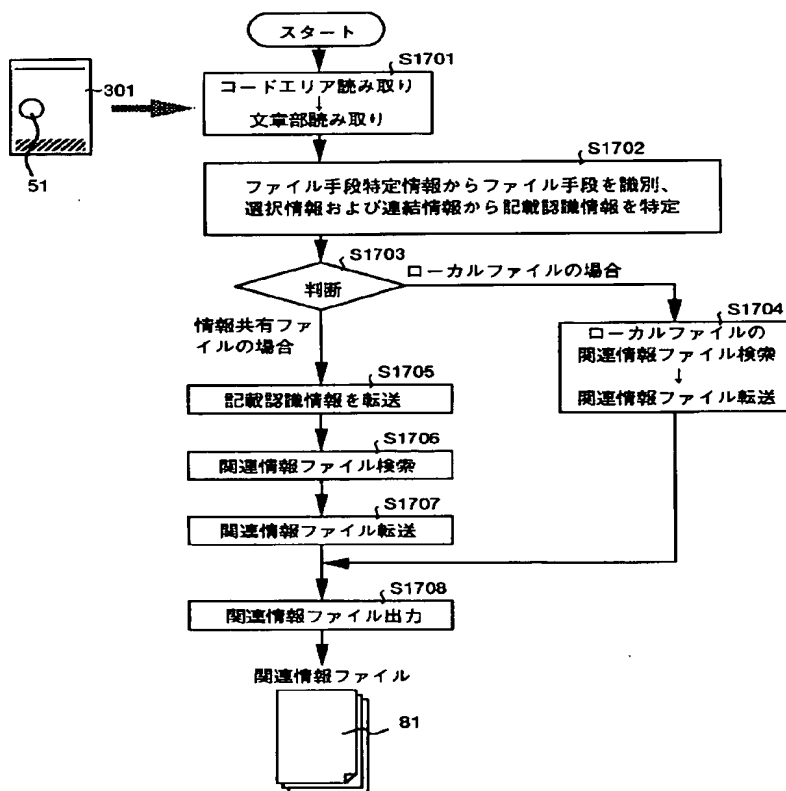 スタート
S1701
コードエリア読み取り
↓
文章部読み取り
301
51
S1702
ファイル手段特定情報からファイル手段を識別、
選択情報および連結情報から記載認識情報を特定
S1703
判断
ローカルファイルの場合
情報共有ファ
イルの場合
S1704
ローカルファイルの
関連情報ファイル検索
↓
関連情報ファイル転送
S1705
記載認識情報を転送
S1706
関連情報ファイル検索
S1707
関連情報ファイル転送
S1708
関連情報ファイル出力
関連情報ファイル
81